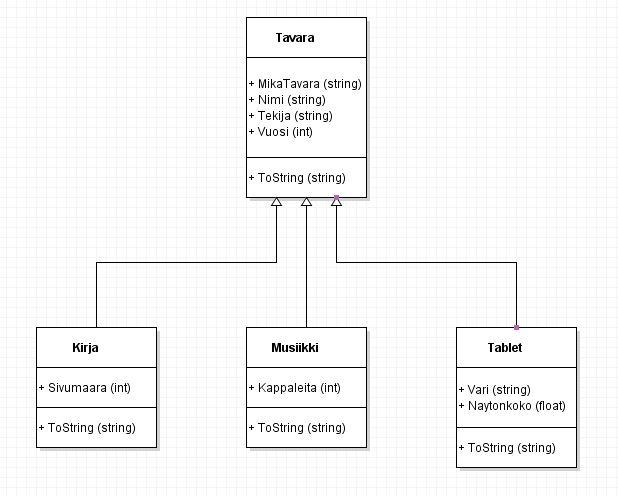 Tavara
+ MikaTavara (string)
+ Nimi (string)
+ Tekija (string)
+ Vuosi (int)
+ ToString (string)
Kirja
+ Sivumaara (int)
+ ToString (string)
Musiikki
+ Kappaleita (int)
+ ToString (string)
Tablet
+ Vari (string)
+ Naytonkoko (float)
+ ToString (string)